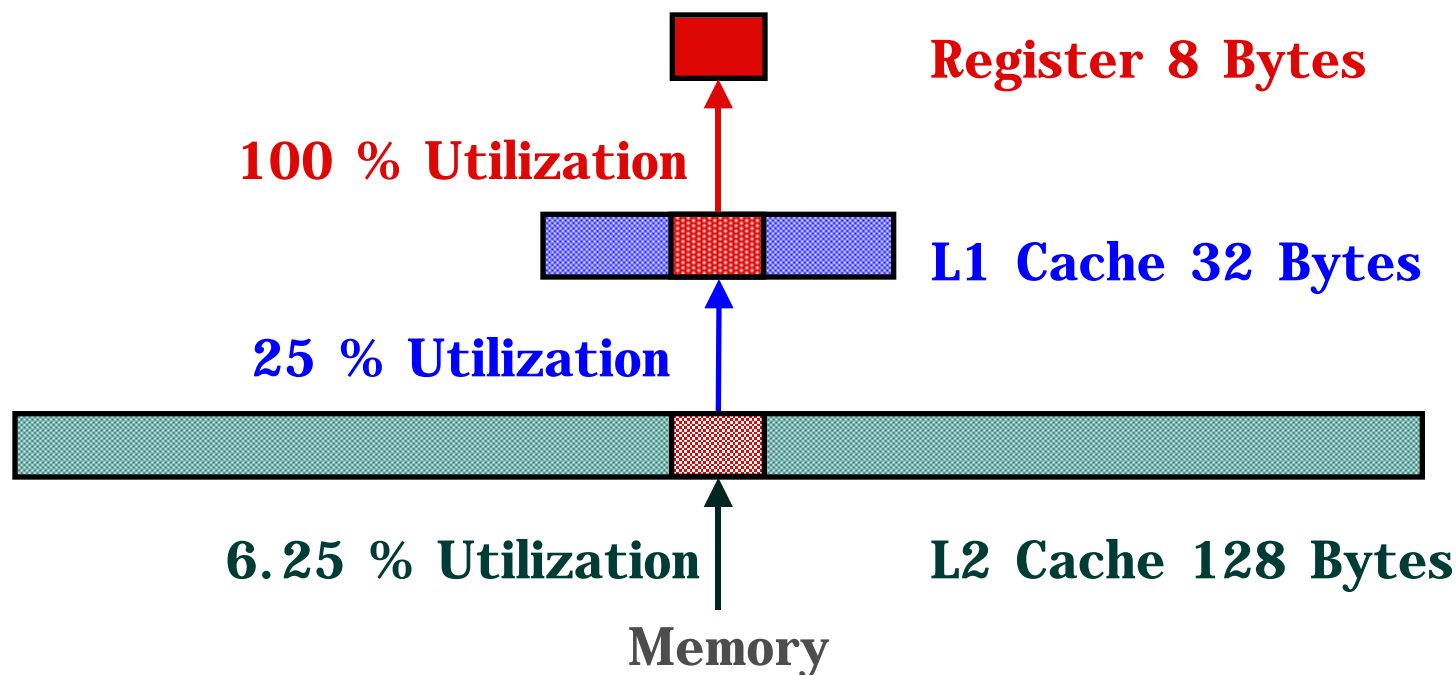 Register 8 Bytes
100 % Utilization
L1 Cache 32 Bytes
25 % Utilization
6.25 % Utilization
L2 Cache 128 Bytes
Memory